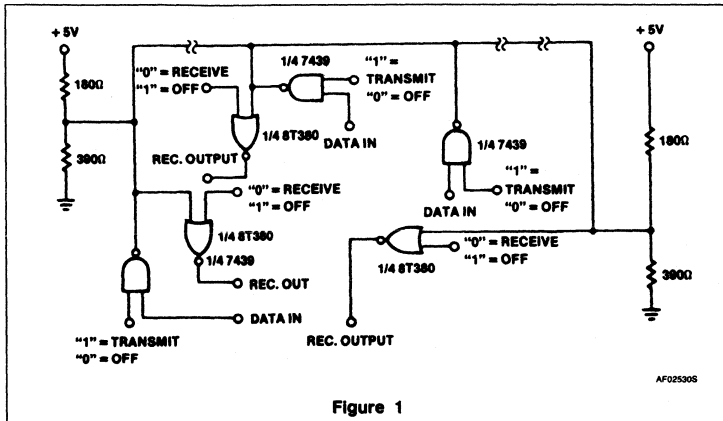 + 5V
180Ω
390Ω
"0" = RECEIVE
"1" = OFF
1/4 7439
"1" =
TRANSMIT
"0" = OFF
1/4 8T380
DATA IN
REC. OUTPUT
"0" = RECEIVE
"1" = OFF
1/4 8T380
1/4 7439
REC. OUT
DATA IN
"1" = TRANSMIT
"0" = OFF
1/4 7439
"1" =
TRANSMIT
"0" = OFF
DATA IN
"0" = RECEIVE
"1" = OFF
1/4 8T380
REC. OUTPUT
+ 5V
180Ω
390Ω
AF02530S
Figure 1